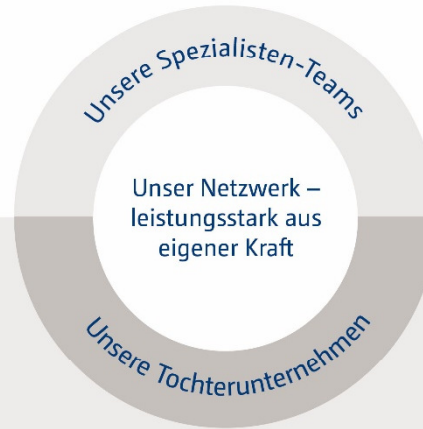 Unsere Spezialisten-Teams
Unser Netzwerk –
leistungsstark aus
eigener Kraft
Unsere Tochterunternehmen